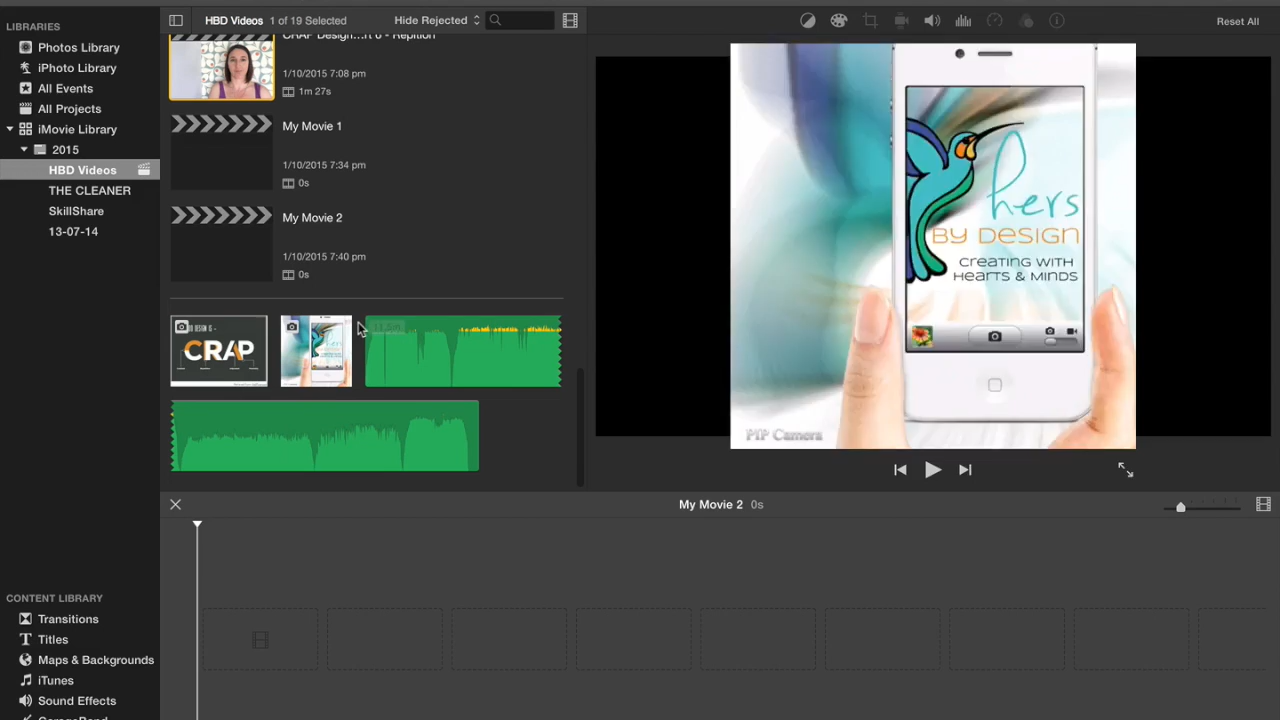 LIBRARIES
Photos Library
iPhoto Library
All Events
All Projects
iMovie Library
2015
HBD Videos
THE CLEANER
SkillShare
13-07-14
CONTENT LIBRARY
Transitions
Titles
Maps & Backgrounds
iTunes
Sound Effects
GarageBand
HBD Videos 1 of 19 Selected
Hide Rejected
CRAP Design...rt 6 - Repition
1/10/2015 7:08 pm
1m 27s
My Movie 1
1/10/2015 7:34 pm
0s
My Movie 2
1/10/2015 7:40 pm
0s
CRAP
Reset All
hers
BY DESIGN
CREATING WITH
HEARTS & MINDS
PIP Camera
My Movie 2 0s